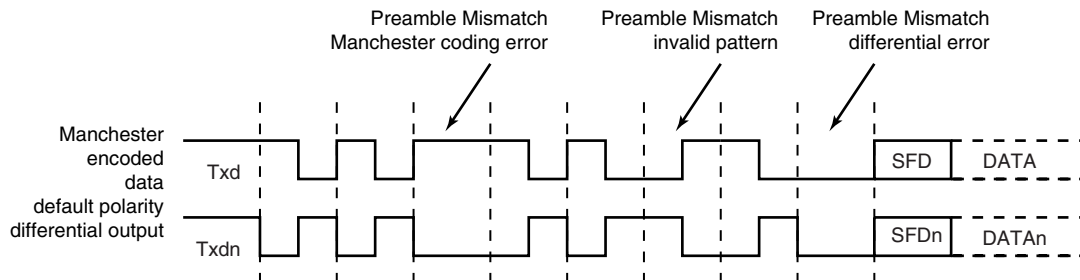 Preamble Mismatch
Manchester coding error
Preamble Mismatch
invalid pattern
Preamble Mismatch
differential error
Manchester
encoded
data
default polarity
differential output
Txd
SFD
DATA
Txdn
SFDn
DATAn